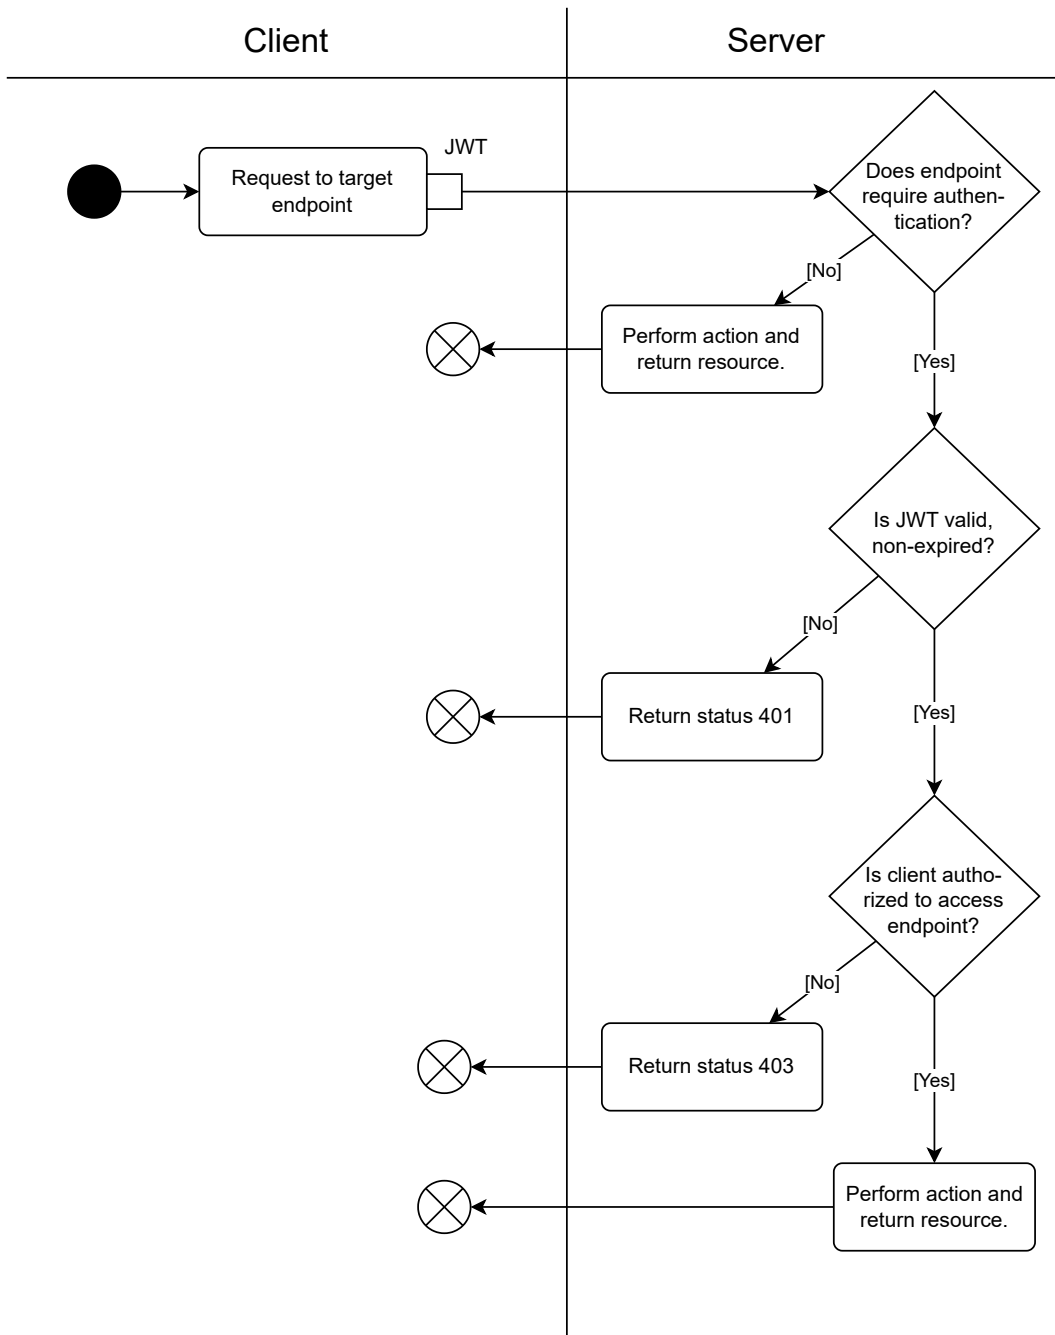 Client
Server
JWT
Request to target
endpoint
Does endpoint
require authen-
tication?
[No]
Perform action and
return resource.
[Yes]
Is JWT valid,
non-expired?
[No]
Return status 401
[Yes]
Is client autho-
rized to access
endpoint?
[No]
Return status 403
[Yes]
Perform action and
return resource.